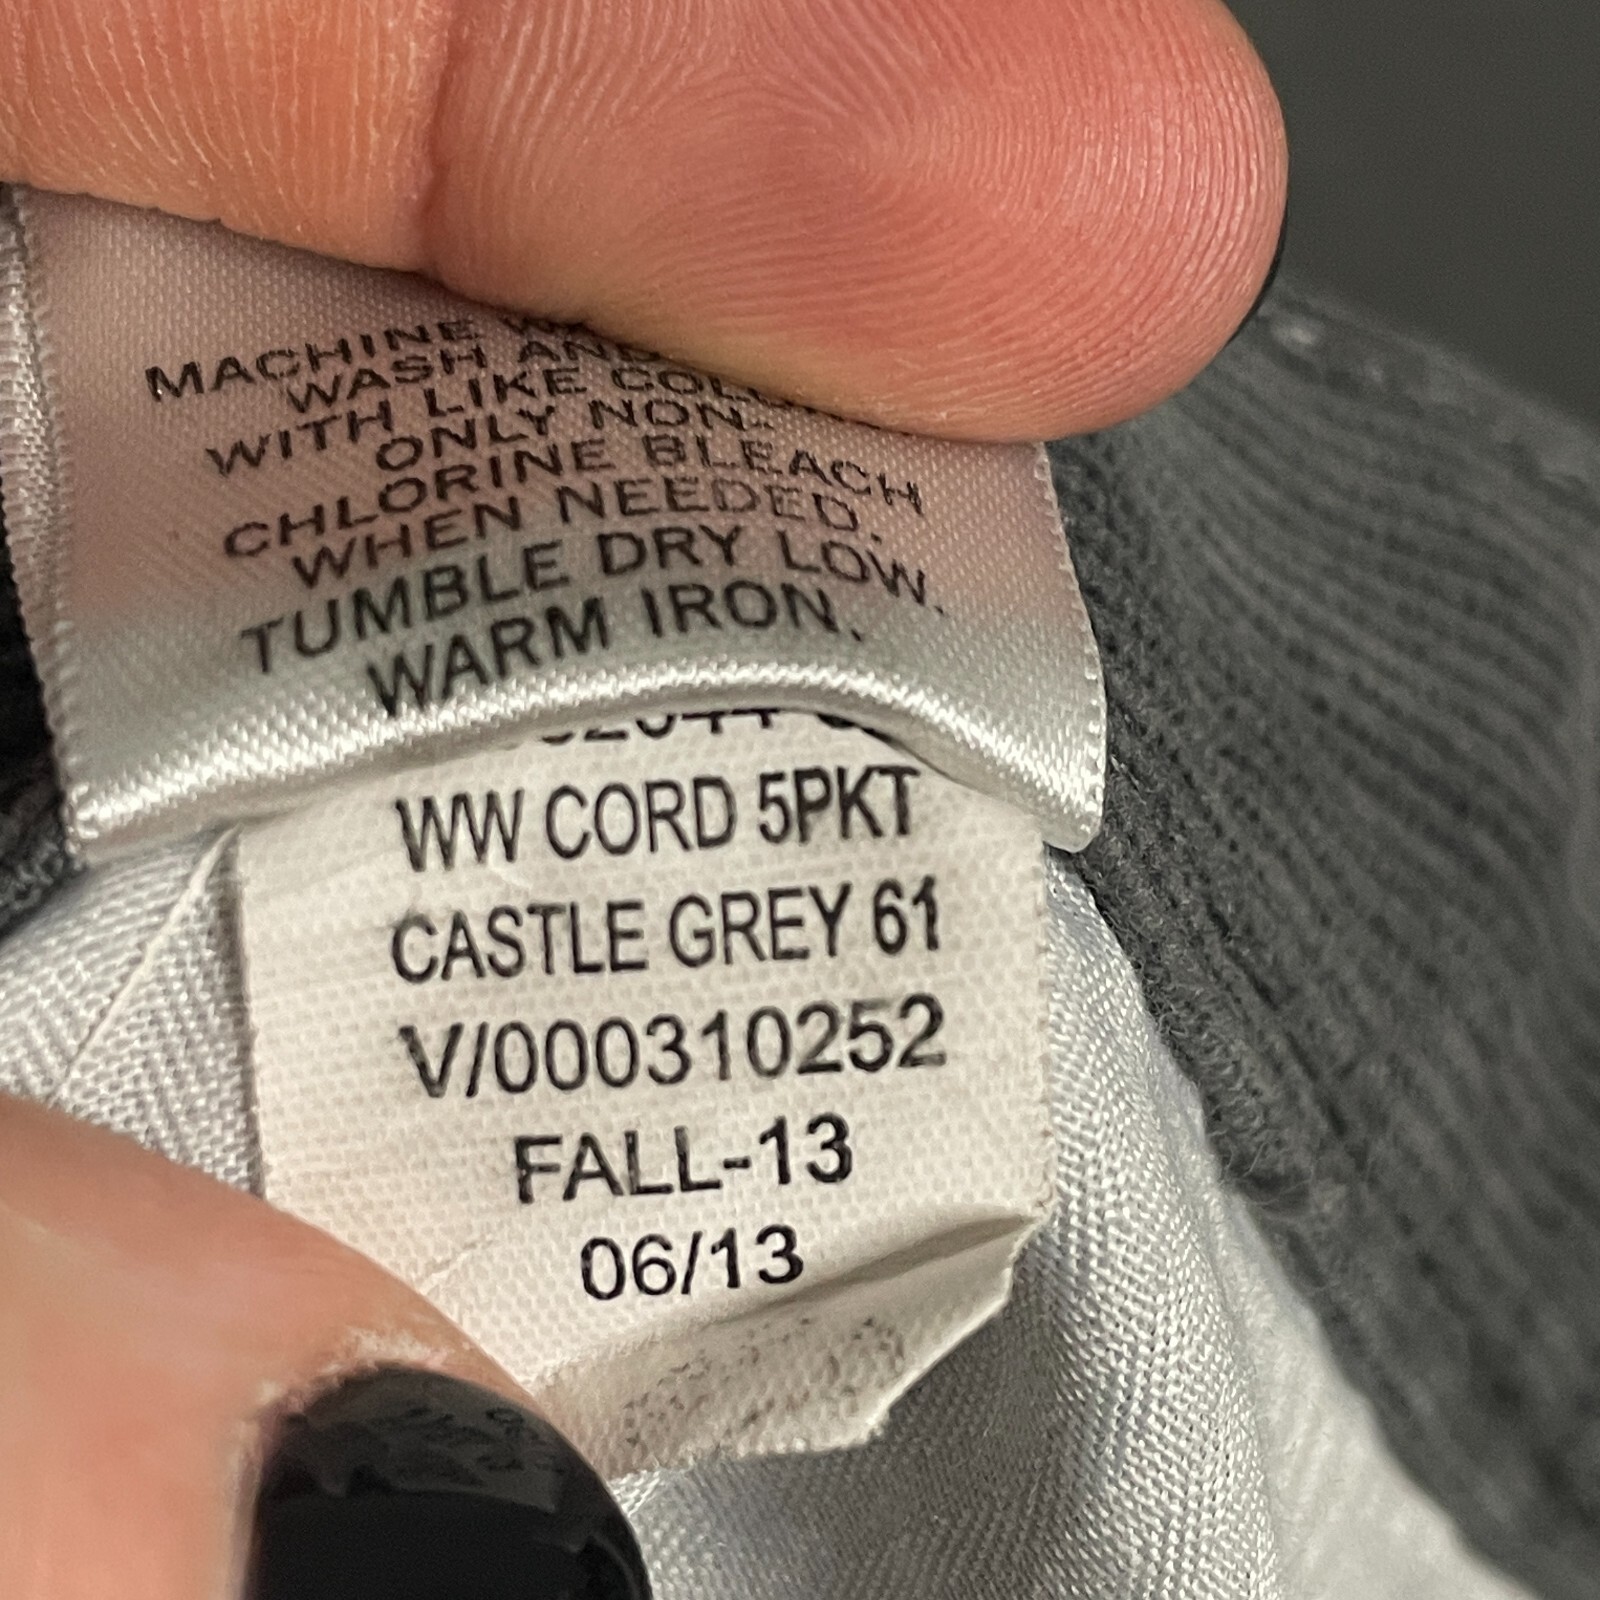 MACHINE
WASH AND
WITH LIKE
ONLY NON-
CHLORINE BLEACH
WHEN NEEDED.
TUMBLE DRY LOW.
WARM IRON.
WW CORD 5PKT
CASTLE GREY 61
V/000310252
FALL-13
06/13